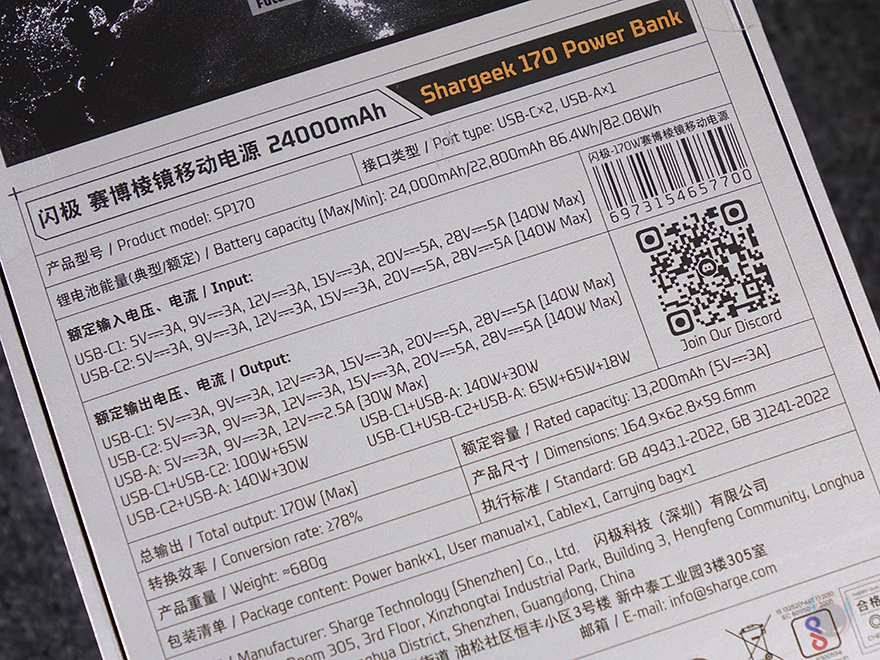 Shargeek 170 Power Bank
闪极 赛博棱镜移动电源 24000mAh
产品型号 / Product model: SP170
接口类型 / Port type: USB-C×2, USB-A×1
锂电池能量(典型/额定) / Battery capacity [Max/Min]: 24,000mAh/22,800mAh 86.4Wh/82.08Wh
闪极-170W赛博棱镜移动电源
6973154657700
额定输入电压、电流 / Input:
USB-C1: 5V⎓3A, 9V⎓3A, 12V⎓3A, 15V⎓3A, 20V⎓5A, 28V⎓5A [140W Max]
USB-C2: 5V⎓3A, 9V⎓3A, 12V⎓3A, 15V⎓3A, 20V⎓5A, 28V⎓5A [140W Max]
Join Our Discord
额定输出电压、电流 / Output:
USB-C1: 5V⎓3A, 9V⎓3A, 12V⎓3A, 15V⎓3A, 20V⎓5A, 28V⎓5A [140W Max]
USB-C2: 5V⎓3A, 9V⎓3A, 12V⎓3A, 15V⎓3A, 20V⎓5A, 28V⎓5A [140W Max]
USB-A: 5V⎓3A, 9V⎓3A, 12V⎓2.5A [30W Max]
USB-C1+USB-C2: 100W+65W
USB-C1+USB-A: 140W+30W
USB-C2+USB-A: 140W+30W
USB-C1+USB-C2+USB-A: 65W+65W+18W
总输出 / Total output: 170W [Max]
额定容量 / Rated capacity: 13,200mAh [5V⎓3A]
转换效率 / Conversion rate: ≥78%
产品尺寸 / Dimensions: 164.9×62.8×59.6mm
产品重量 / Weight: ≈680g
执行标准 / Standard: GB 4943.1-2022, GB 31241-2022
包装清单 / Package content: Power bank×1, User manual×1, Cable×1, Carrying bag×1
/ Manufacturer: Sharge Technology [Shenzhen] Co., Ltd. 闪极科技（深圳）有限公司
Room 305, 3rd Floor, Xinzhongtai Industrial Park, Building 3, Hengfeng Community, Longhua
District, Shenzhen, Guangdong, China
油松社区恒丰小区3号楼 新中泰工业园3楼305室
邮箱 / E-mail: info@sharge.com
合格